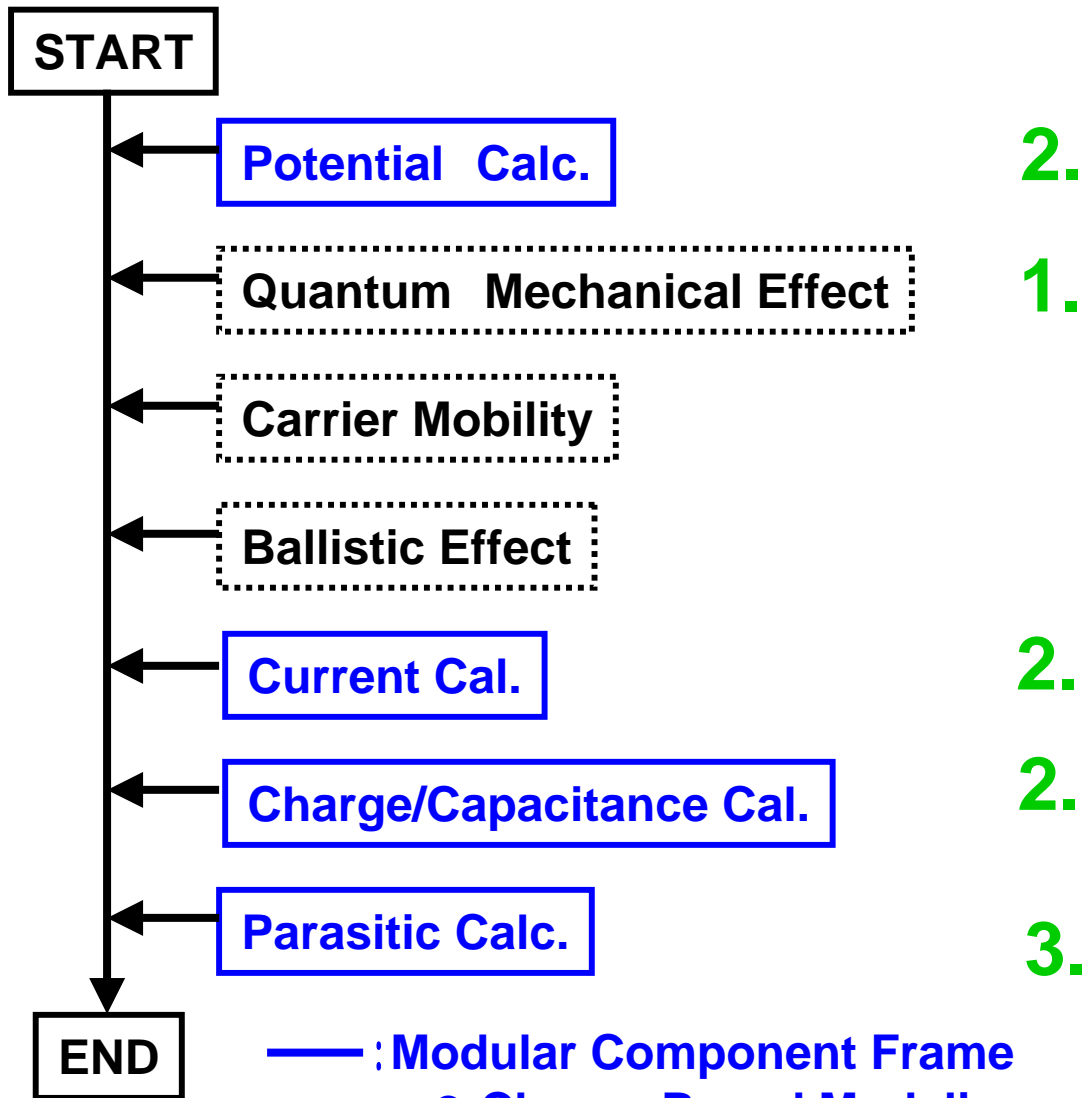 START
Potential Calc. 2.
Quantum Mechanical Effect 1.
Carrier Mobility
Ballistic Effect
Current Cal. 2.
Charge/Capacitance Cal. 2.
Parasitic Calc. 3.
END : Modular Component Frame